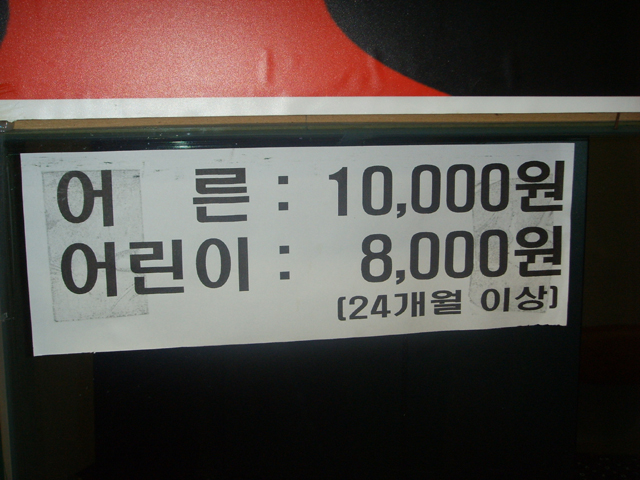 어 른 : 10,000원
어린이 : 8,000원
(24개월 이상)